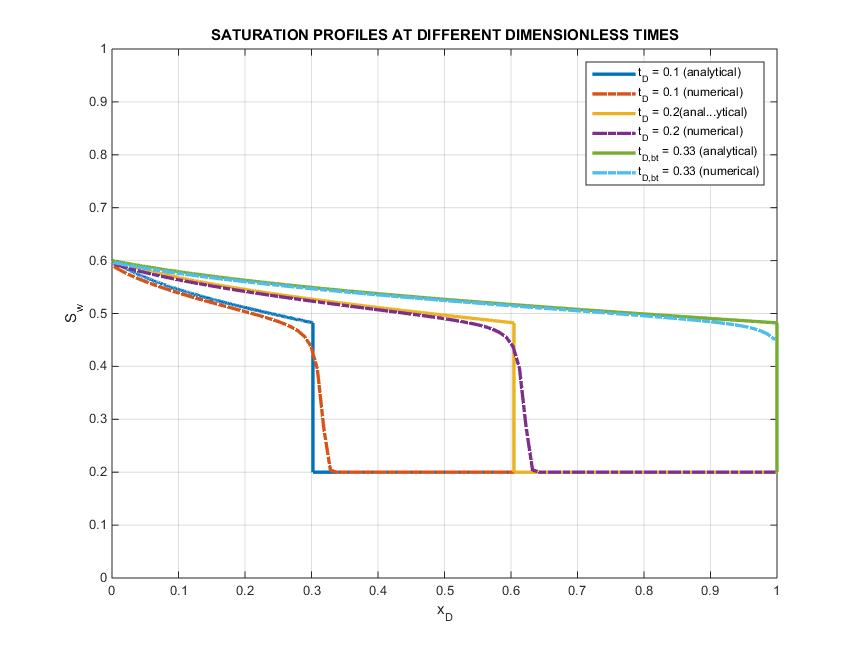 SATURATION PROFILES AT DIFFERENT DIMENSIONLESS TIMES
1
0.9
0.8
0.7
0.6
0.5
0.4
0.3
0.2
0.1
0
S_w
t_D = 0.1 (analytical)
t_D = 0.1 (numerical)
t_D = 0.2(anal...ytical)
t_D = 0.2 (numerical)
t_D,bt = 0.33 (analytical)
t_D,bt = 0.33 (numerical)
0 0.1 0.2 0.3 0.4 0.5 0.6 0.7 0.8 0.9 1
x_D